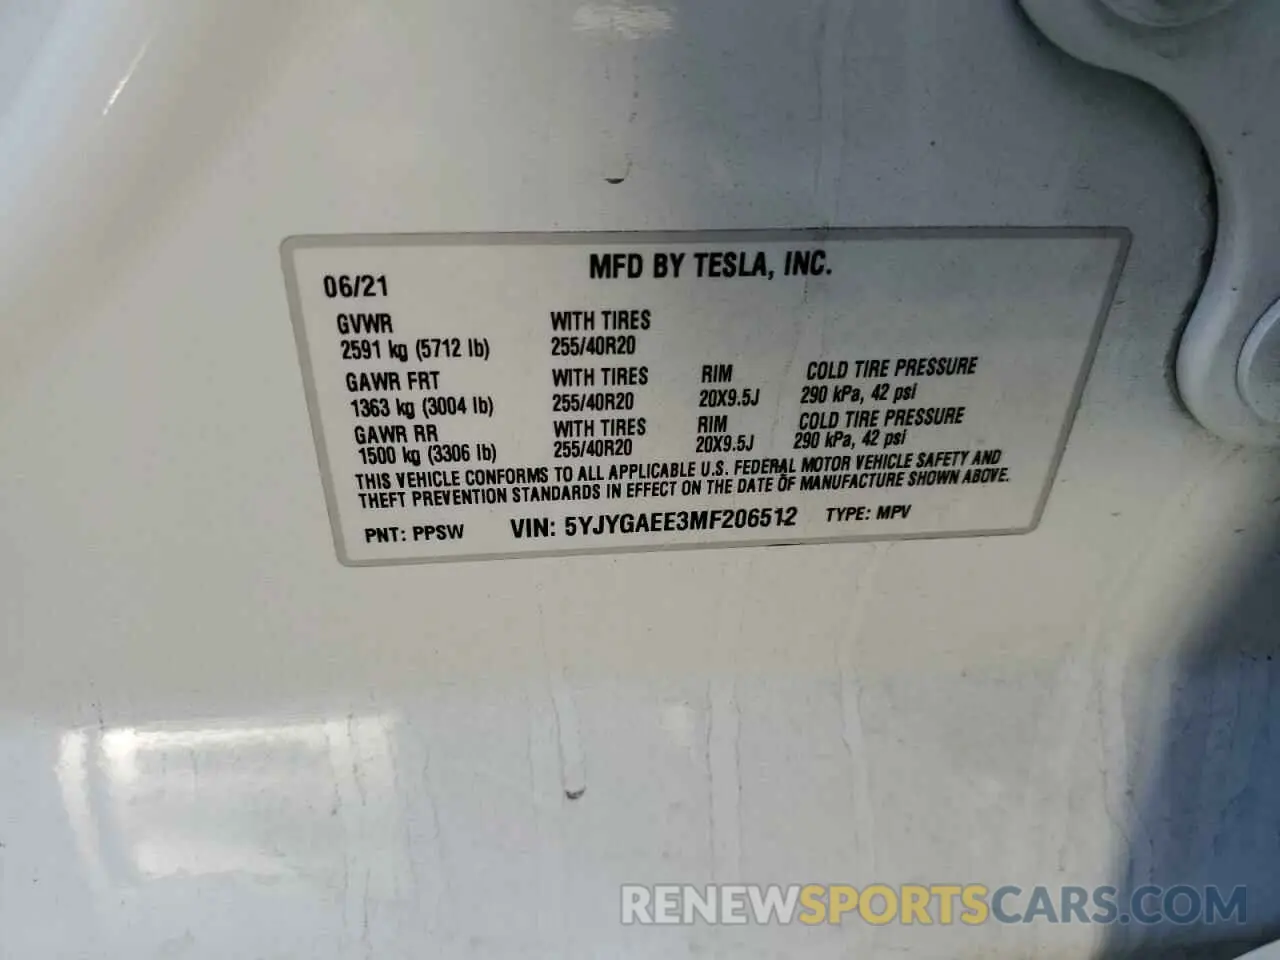 MFD BY TESLA, INC.
06/21
GVWR WITH TIRES
2591 kg (5712 lb) 255/40R20
GAWR FRT WITH TIRES RIM COLD TIRE PRESSURE
1363 kg (3004 lb) 255/40R20 20X9.5J 290 kPa, 42 psi
GAWR RR WITH TIRES RIM COLD TIRE PRESSURE
1500 kg (3306 lb) 255/40R20 20X9.5J 290 kPa, 42 psi
THIS VEHICLE CONFORMS TO ALL APPLICABLE U.S. FEDERAL MOTOR VEHICLE SAFETY AND
THEFT PREVENTION STANDARDS IN EFFECT ON THE DATE OF MANUFACTURE SHOWN ABOVE.
PNT: PPSW VIN: 5YJYGAEE3MF206512 TYPE: MPV
RENEWSPORTSCARS.COM